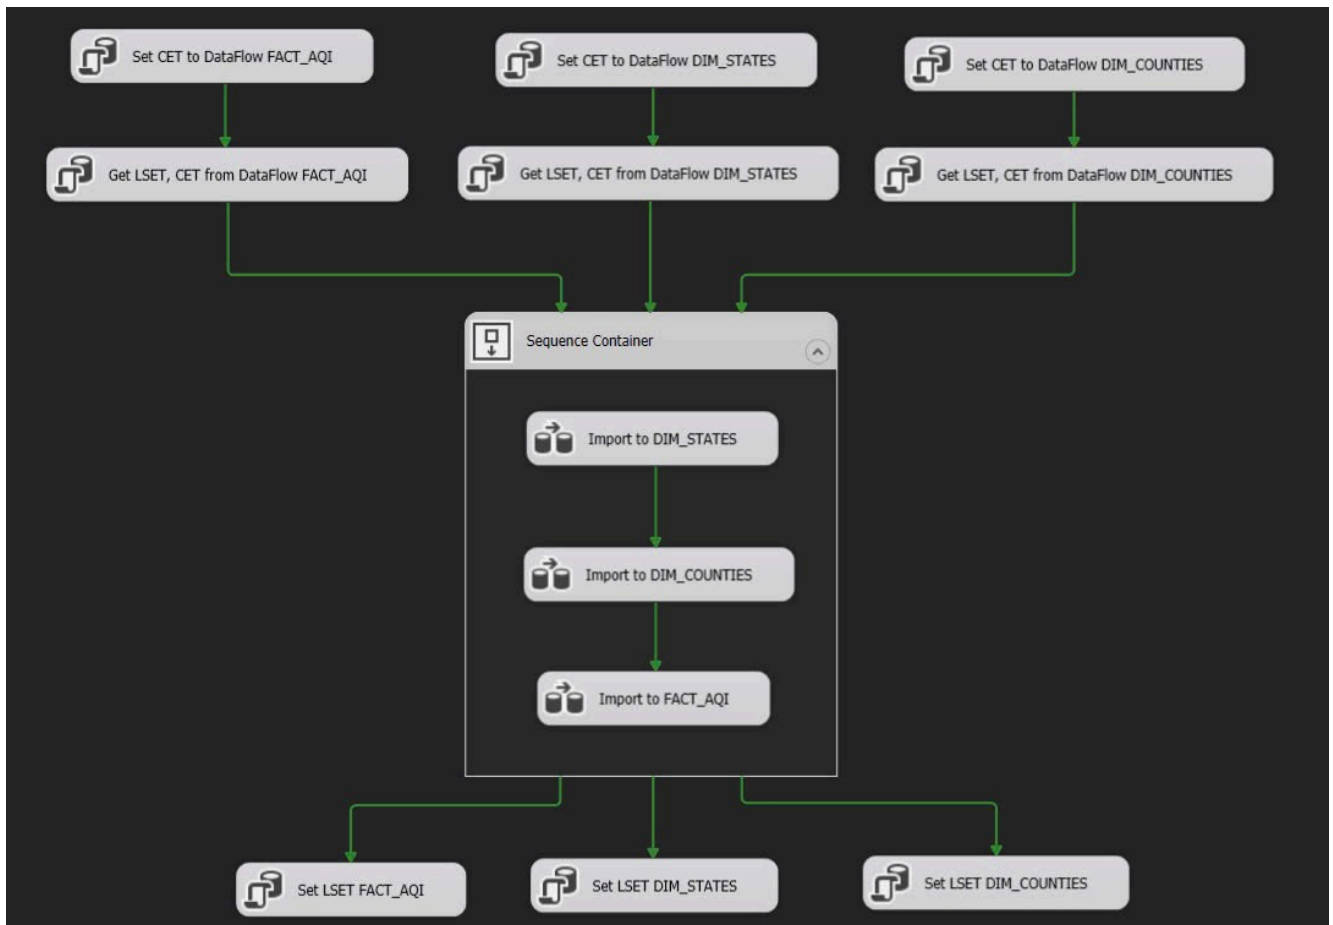 Set CET to DataFlow FACT_AQI
Set CET to DataFlow DIM_STATES
Set CET to DataFlow DIM_COUNTIES
Get LSET, CET from DataFlow FACT_AQI
Get LSET, CET from DataFlow DIM_STATES
Get LSET, CET from DataFlow DIM_COUNTIES
Sequence Container
Import to DIM_STATES
Import to DIM_COUNTIES
Import to FACT_AQI
Set LSET FACT_AQI
Set LSET DIM_STATES
Set LSET DIM_COUNTIES